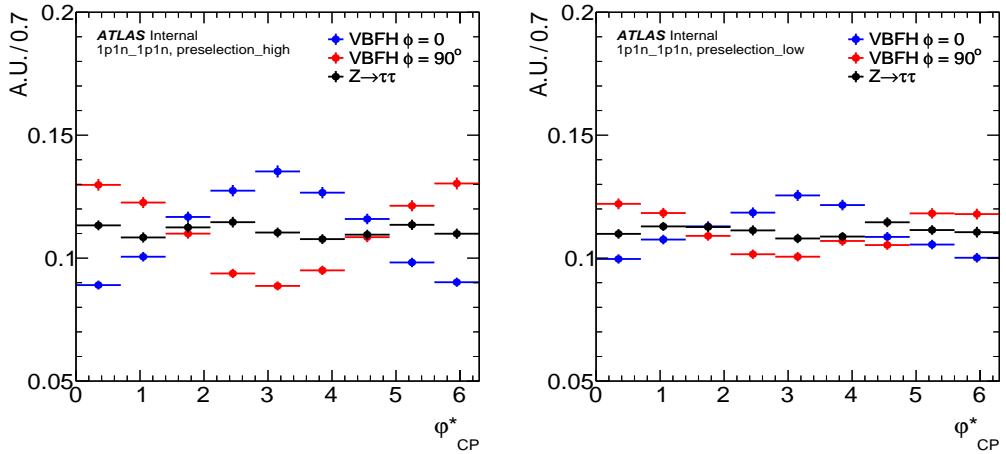 A.U. / 0.7
0.2
0.15
0.1
0.05
ATLAS Internal
1p1n_1p1n, preselection_high
VBFH ϕ = 0
VBFH ϕ = 90°
Z→ττ
0 1 2 3 4 5 6
φ*CP
A.U. / 0.7
0.2
0.15
0.1
0.05
ATLAS Internal
1p1n_1p1n, preselection_low
VBFH ϕ = 0
VBFH ϕ = 90°
Z→ττ
0 1 2 3 4 5 6
φ*CP